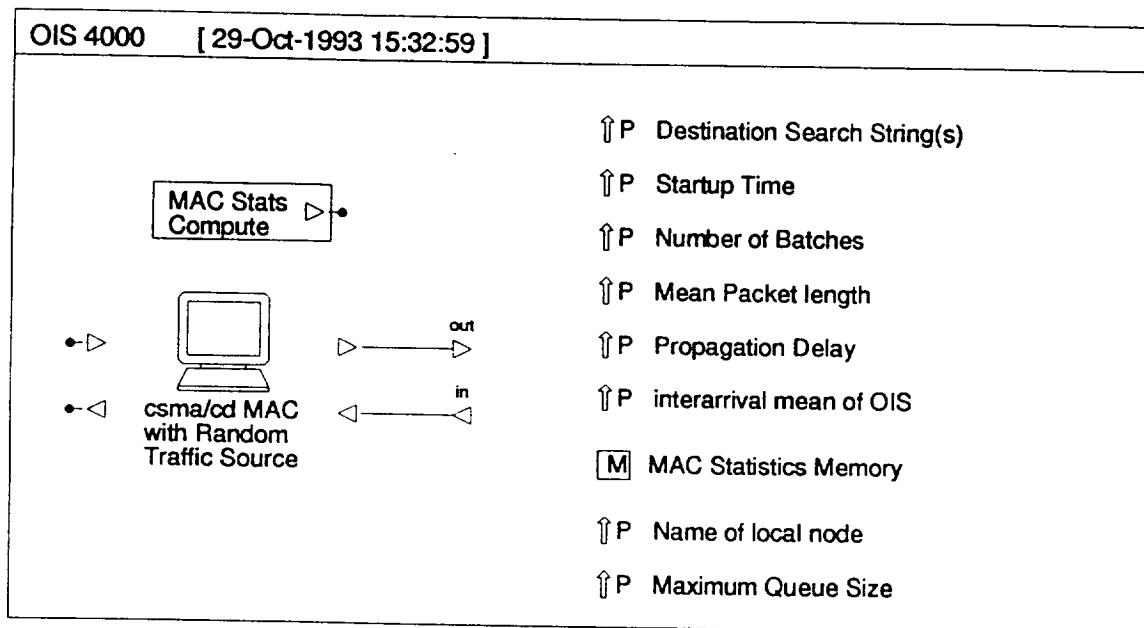 OIS 4000 [ 29-Oct-1993 15:32:59 ]
MAC Stats
Compute
out
in
csma/cd MAC
with Random
Traffic Source
⇧ P Destination Search String(s)
⇧ P Startup Time
⇧ P Number of Batches
⇧ P Mean Packet length
⇧ P Propagation Delay
⇧ P interarrival mean of OIS
M MAC Statistics Memory
⇧ P Name of local node
⇧ P Maximum Queue Size